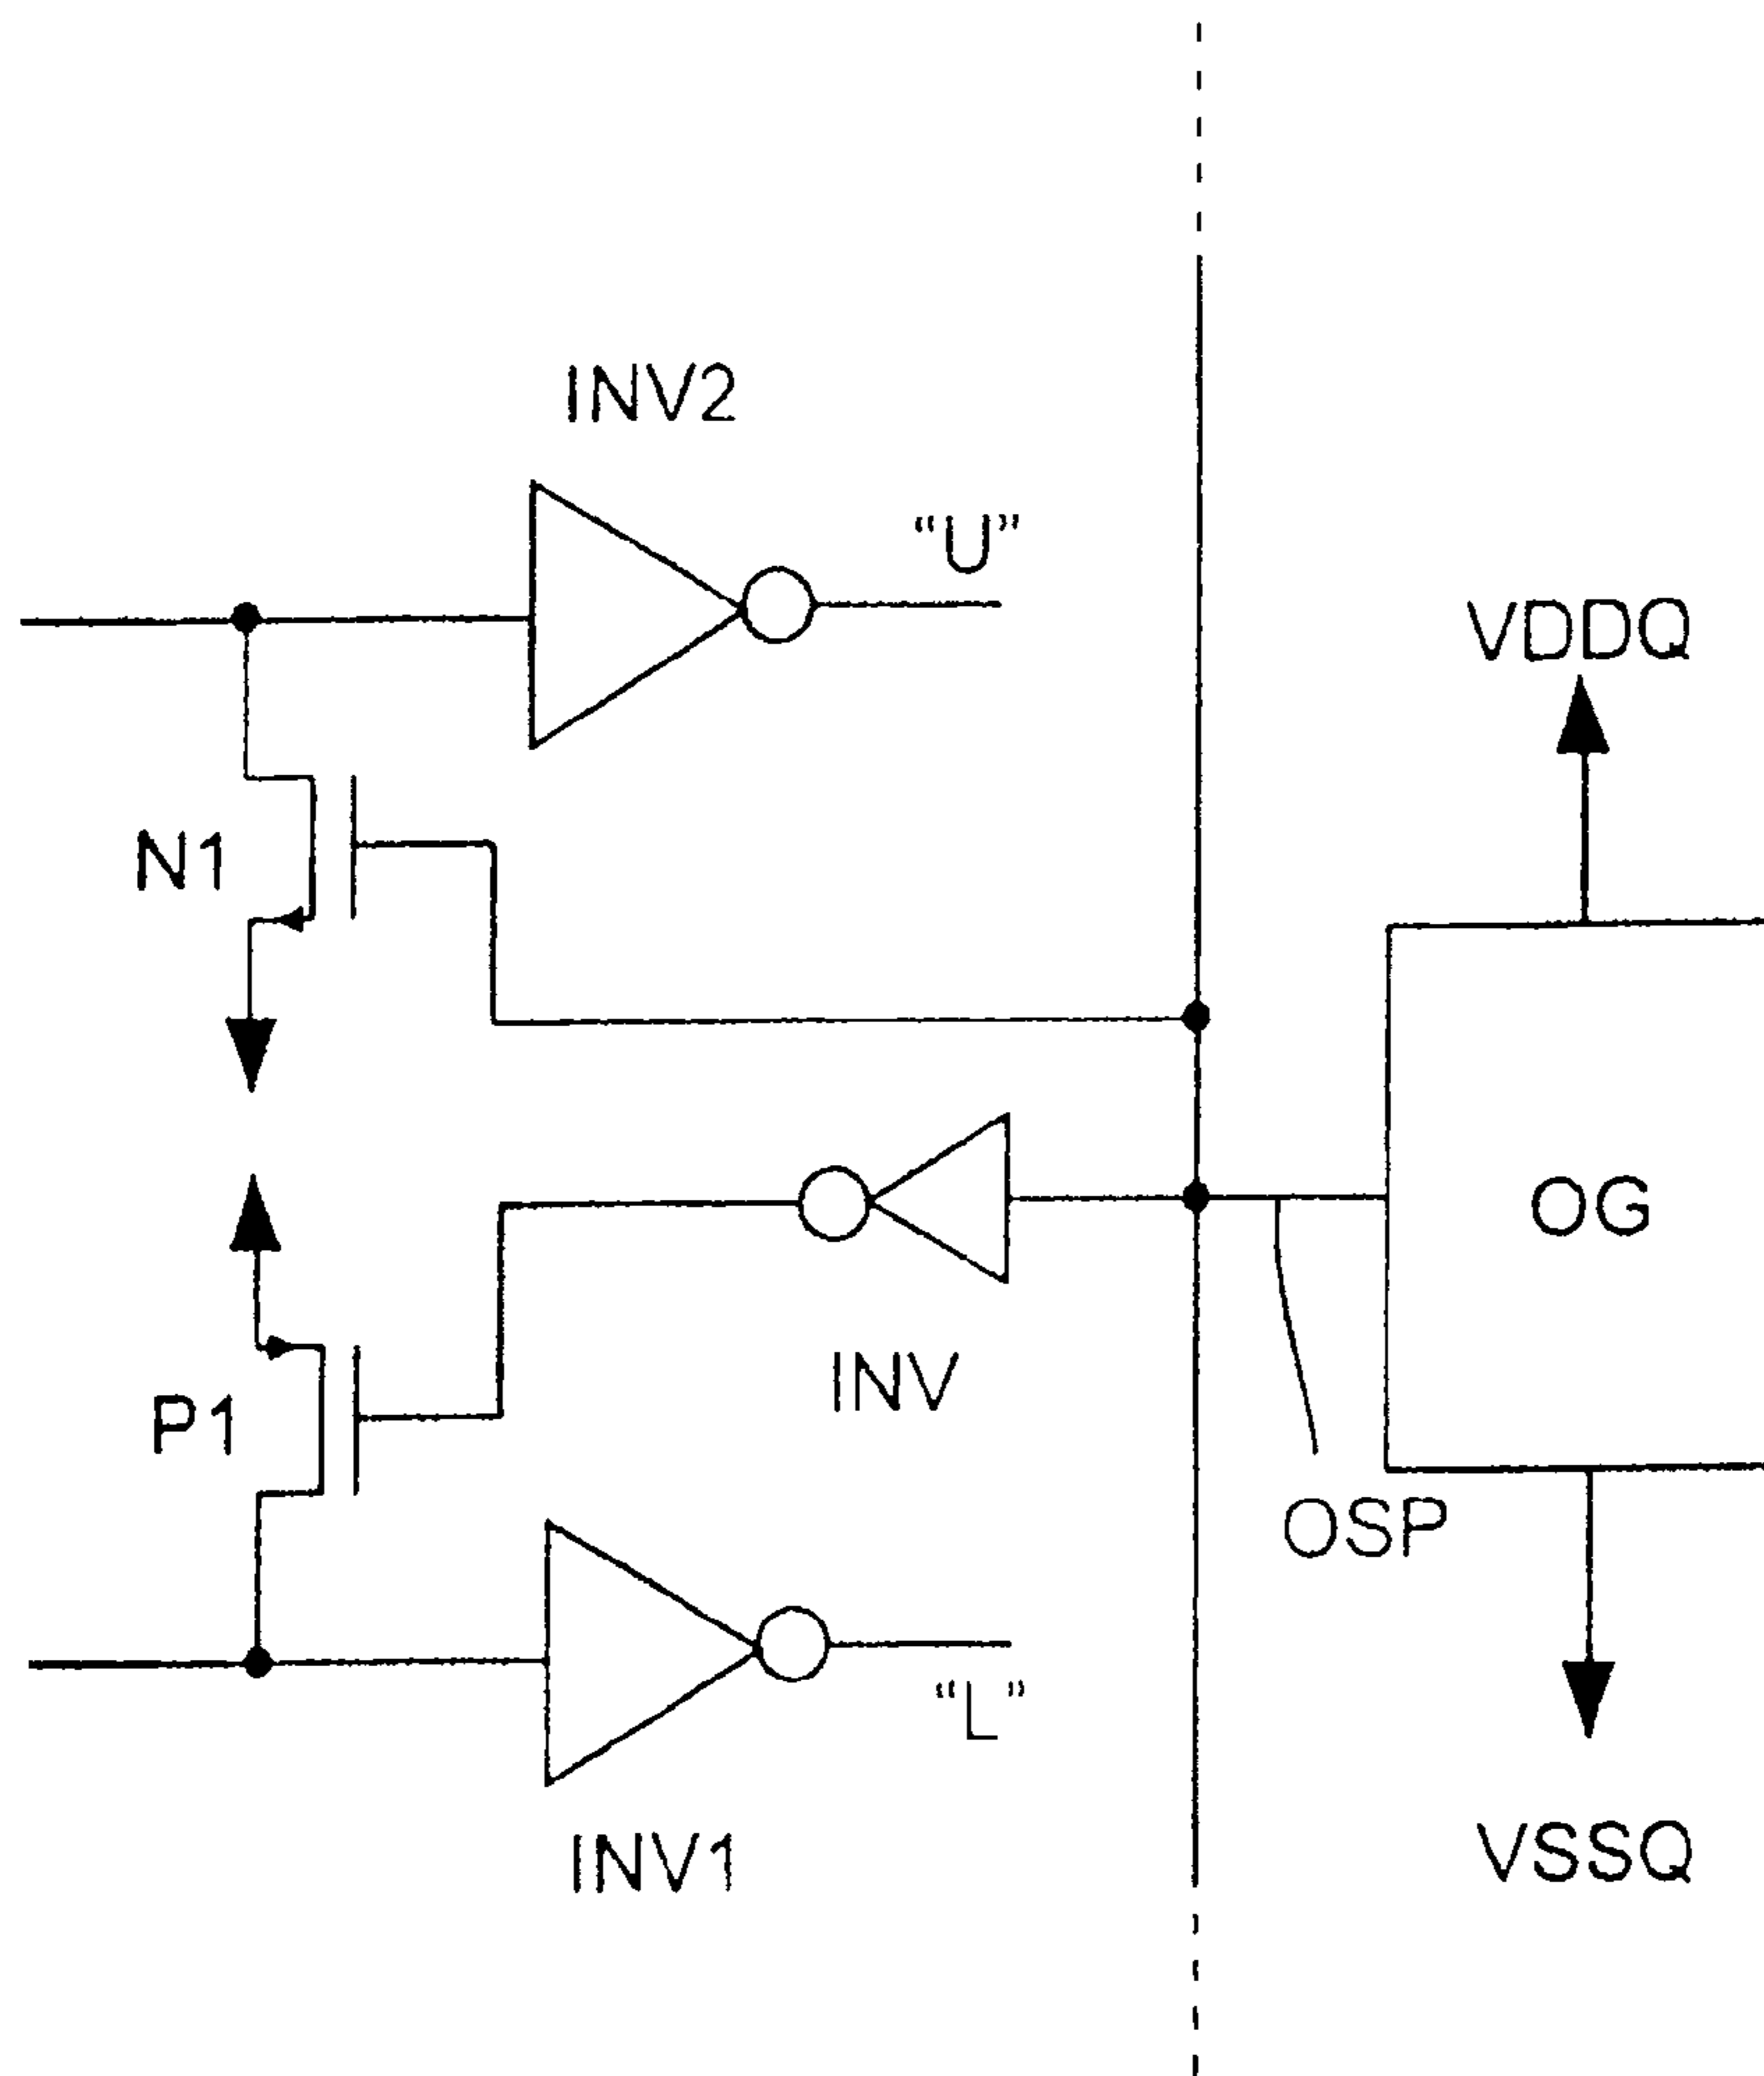 INV2
“U”
VDDQ
N1
OG
INV
P1
OSP
“L”
INV1
VSSQ